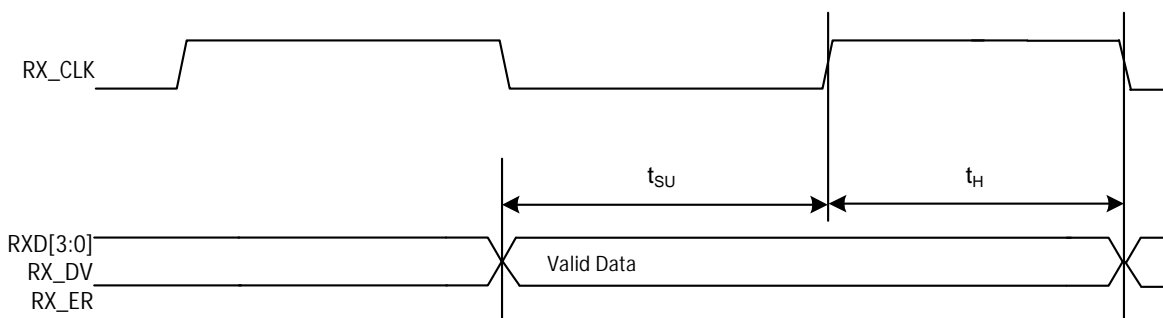 RX_CLK
tSU
tH
RXD[3:0]
RX_DV
Valid Data
RX_ER